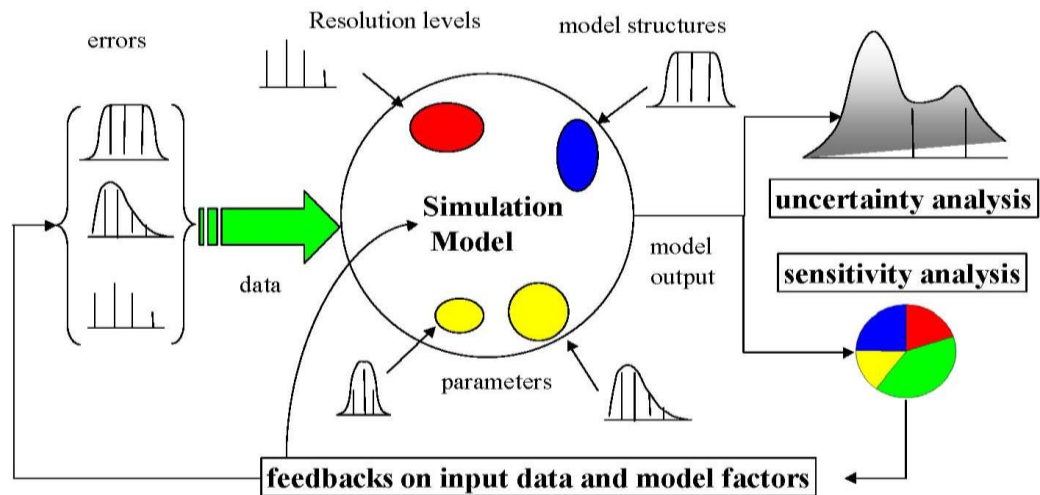 errors
Resolution levels
model structures
Simulation
Model
data
model
output
uncertainty analysis
sensitivity analysis
parameters
feedbacks on input data and model factors